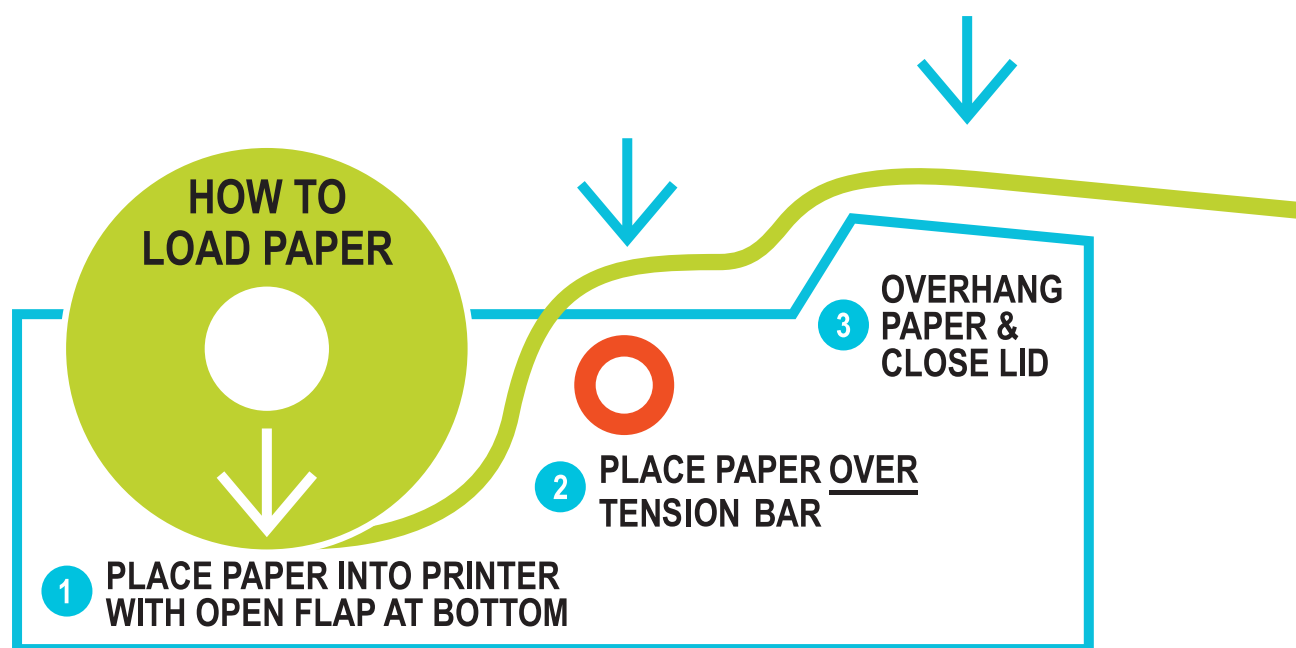 HOW TO
LOAD PAPER
1 PLACE PAPER INTO PRINTER
WITH OPEN FLAP AT BOTTOM
2 PLACE PAPER OVER
TENSION BAR
3 OVERHANG
PAPER &
CLOSE LID